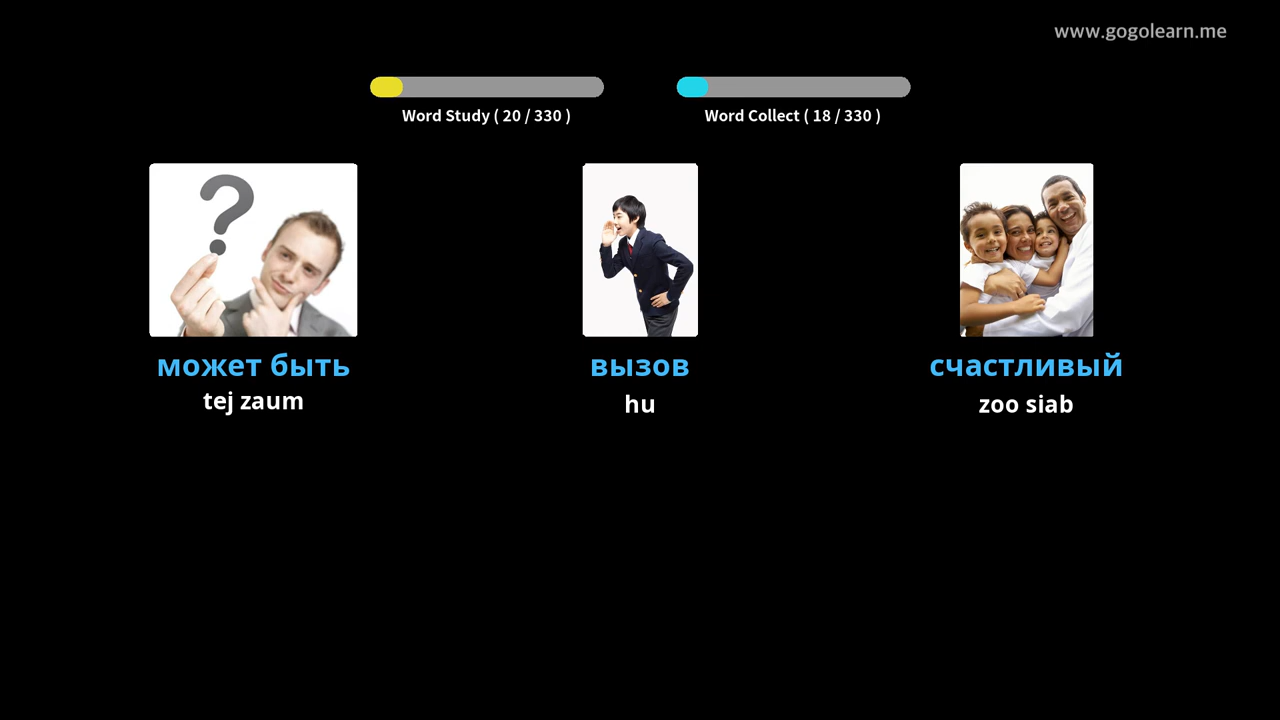 www.gogolearn.me
Word Study ( 20 / 330 )
Word Collect ( 18 / 330 )
может быть
tej zaum
вызов
hu
счастливый
zoo siab